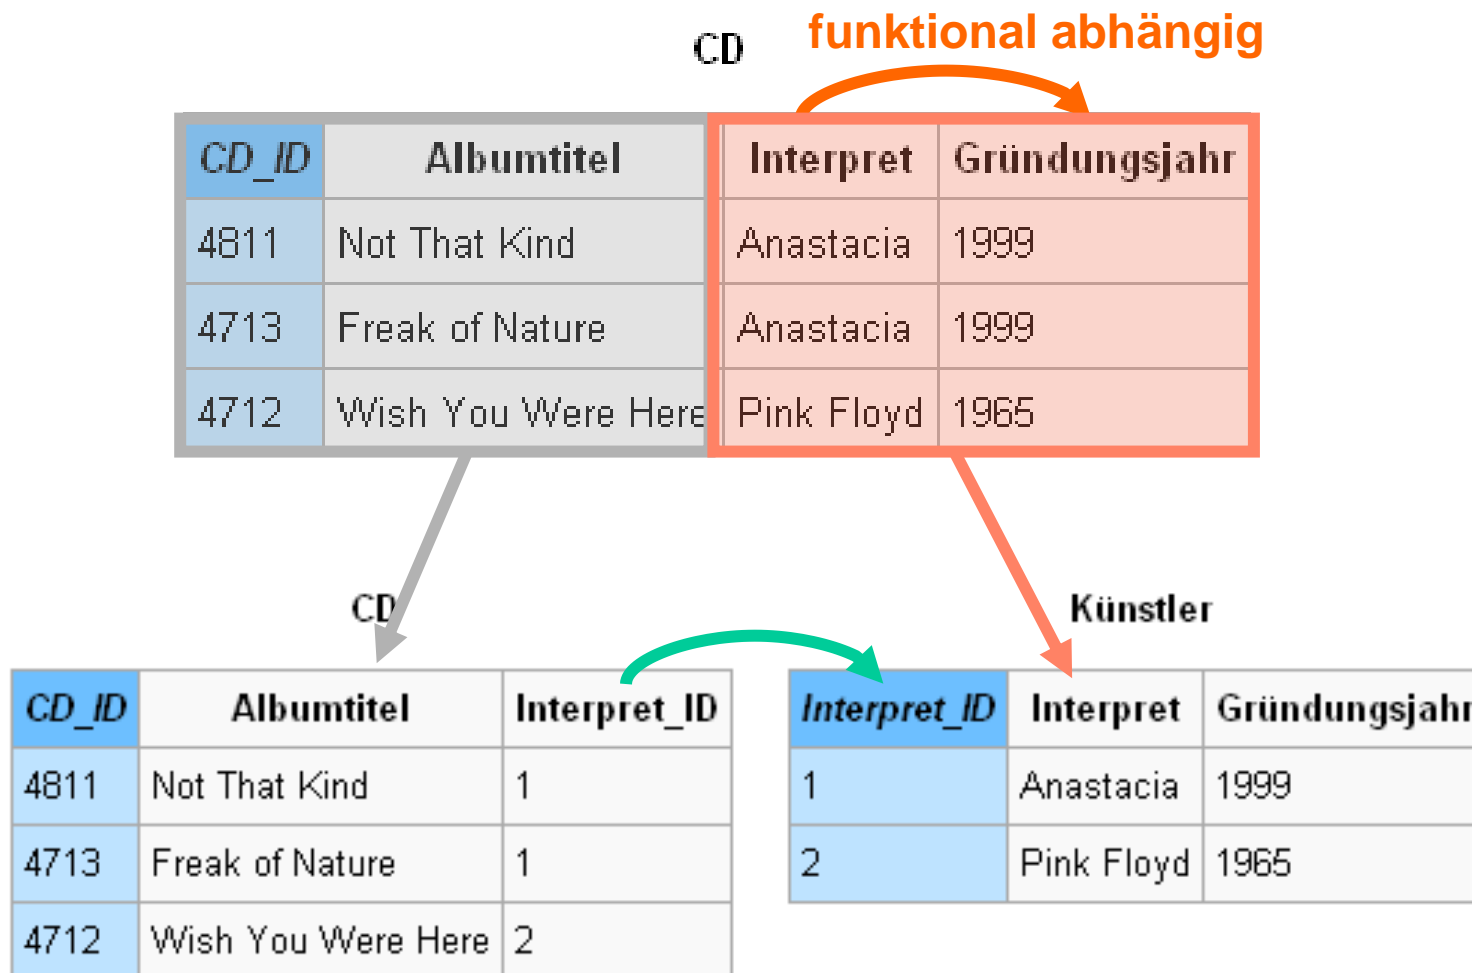 CD funktional abhängig
CD_ID Albumtitel Interpret Gründungsjahr
4811 Not That Kind Anastacia 1999
4713 Freak of Nature Anastacia 1999
4712 Wish You Were Here Pink Floyd 1965
CD Künstler
CD_ID Albumtitel Interpret_ID Interpret_ID Interpret Gründungsjahr
4811 Not That Kind 1 1 Anastacia 1999
4713 Freak of Nature 1 2 Pink Floyd 1965
4712 Wish You Were Here 2